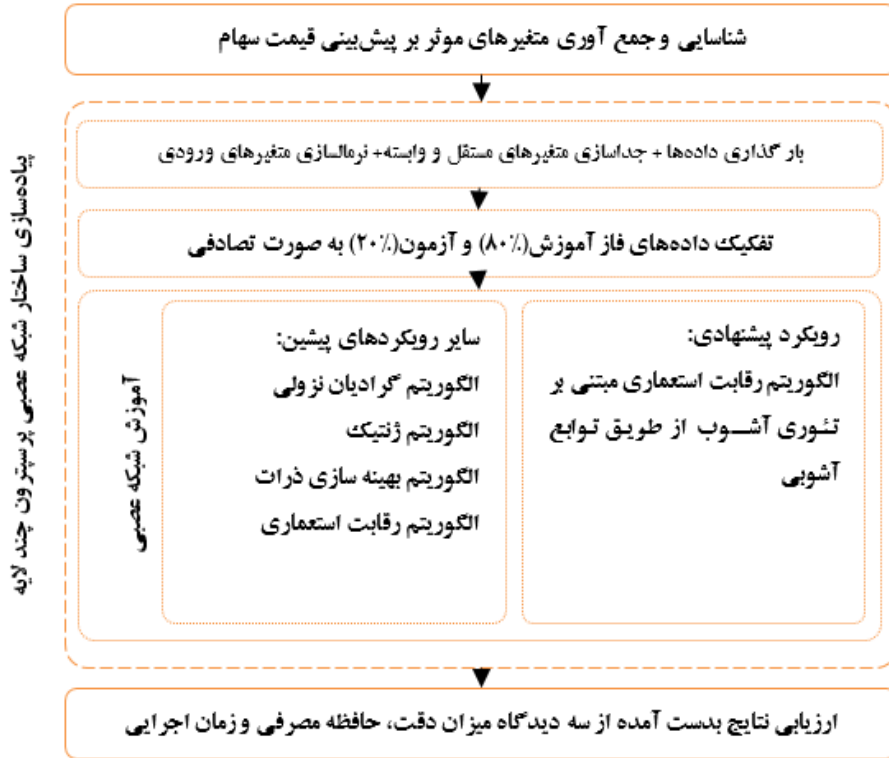 شناسایی و جمع آوری متغیرهای موثر بر پیش‌بینی قیمت سهام
پیاده‌سازی ساختار شبکه عصبی پرسپترون چند لایه
بار گذاری داده‌ها + جداسازی متغیرهای مستقل و وابسته+ نرمالسازی متغیرهای ورودی
تفکیک داده‌های فاز آموزش(۸۰٪) و آزمون(۲۰٪) به صورت تصادفی
آموزش شبکه عصبی
رویکرد پیشنهادی:
الگوریتم رقابت استعماری مبتنی بر
تئوری آشوب از طریق توابع
آشوبی
سایر رویکردهای پیشین:
الگوریتم گرادیان نزولی
الگوریتم ژنتیک
الگوریتم بهینه سازی ذرات
الگوریتم رقابت استعماری
ارزیابی نتایج بدست آمده از سه دیدگاه میزان دقت، حافظه مصرفی و زمان اجرایی